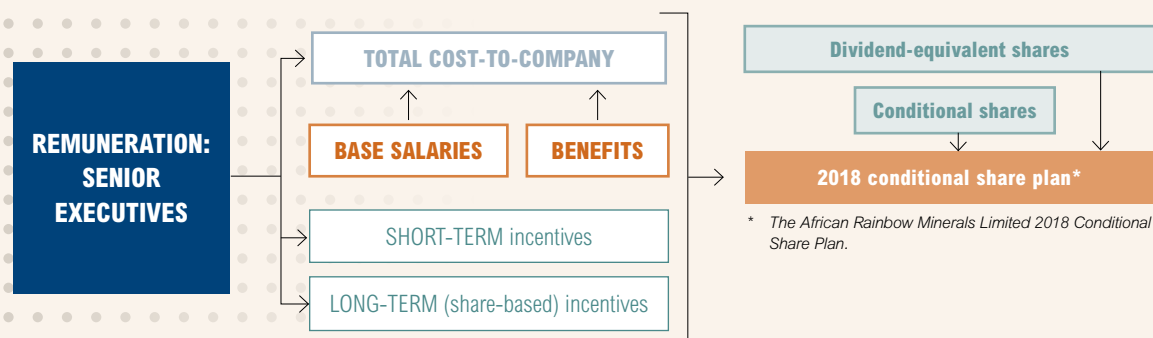 REMUNERATION:
SENIOR
EXECUTIVES
TOTAL COST-TO-COMPANY
BASE SALARIES
BENEFITS
SHORT-TERM incentives
LONG-TERM (share-based) incentives
Dividend-equivalent shares
Conditional shares
2018 conditional share plan*
* The African Rainbow Minerals Limited 2018 Conditional
Share Plan.